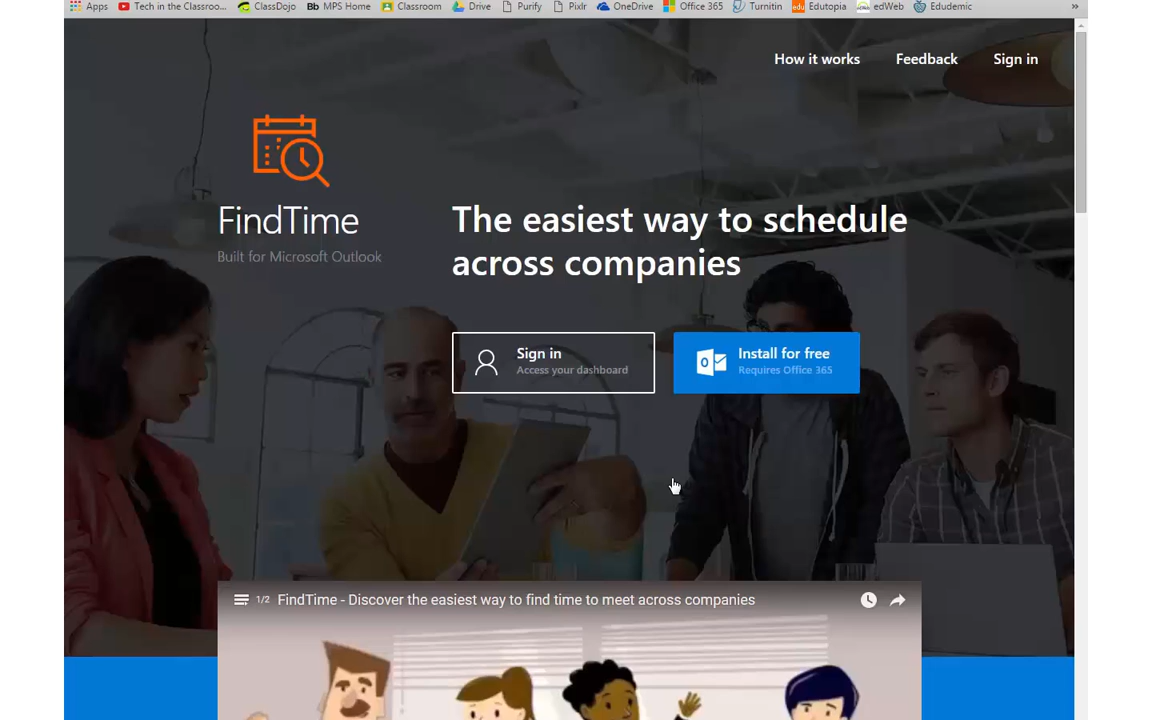 Apps Tech in the Classroo... ClassDojo Bb MPS Home Classroom Drive Purify Pixlr OneDrive Office 365 Turnitin edu Edutopia edWeb Edudemic »
How it works Feedback Sign in
FindTime
Built for Microsoft Outlook
The easiest way to schedule
across companies
Sign in
Access your dashboard
Install for free
Requires Office 365
1/2 FindTime - Discover the easiest way to find time to meet across companies